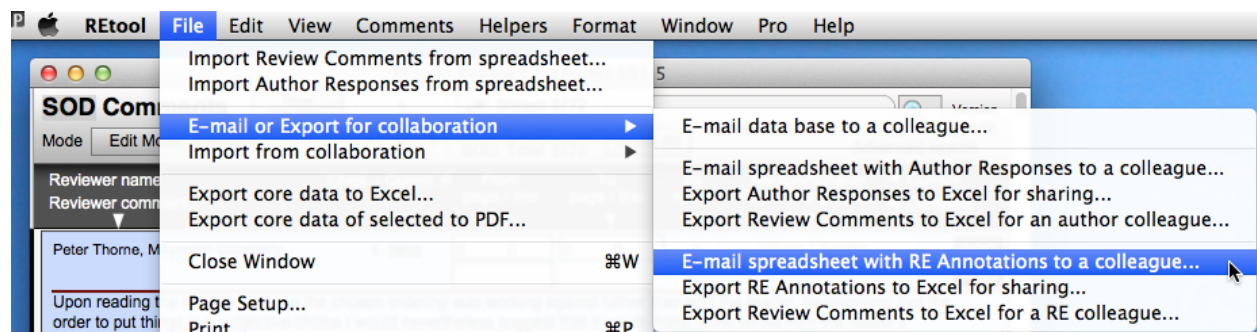 P REtool File Edit View Comments Helpers Format Window Pro Help
Import Review Comments from spreadsheet...
Import Author Responses from spreadsheet...
5
SOD Com
E-mail or Export for collaboration
Mode Edit Mo
Import from collaboration
E-mail data base to a colleague...
E-mail spreadsheet with Author Responses to a colleague...
Reviewer name
Export core data to Excel...
Export Author Responses to Excel for sharing...
Reviewer comm
Export core data of selected to PDF...
Export Review Comments to Excel for an author colleague...
Peter Thorne, M
Close Window ⌘W
E-mail spreadsheet with RE Annotations to a colleague...
Export RE Annotations to Excel for sharing...
Upon reading t
Page Setup...
order to put thi
Print ⌘P
Export Review Comments to Excel for a RE colleague...